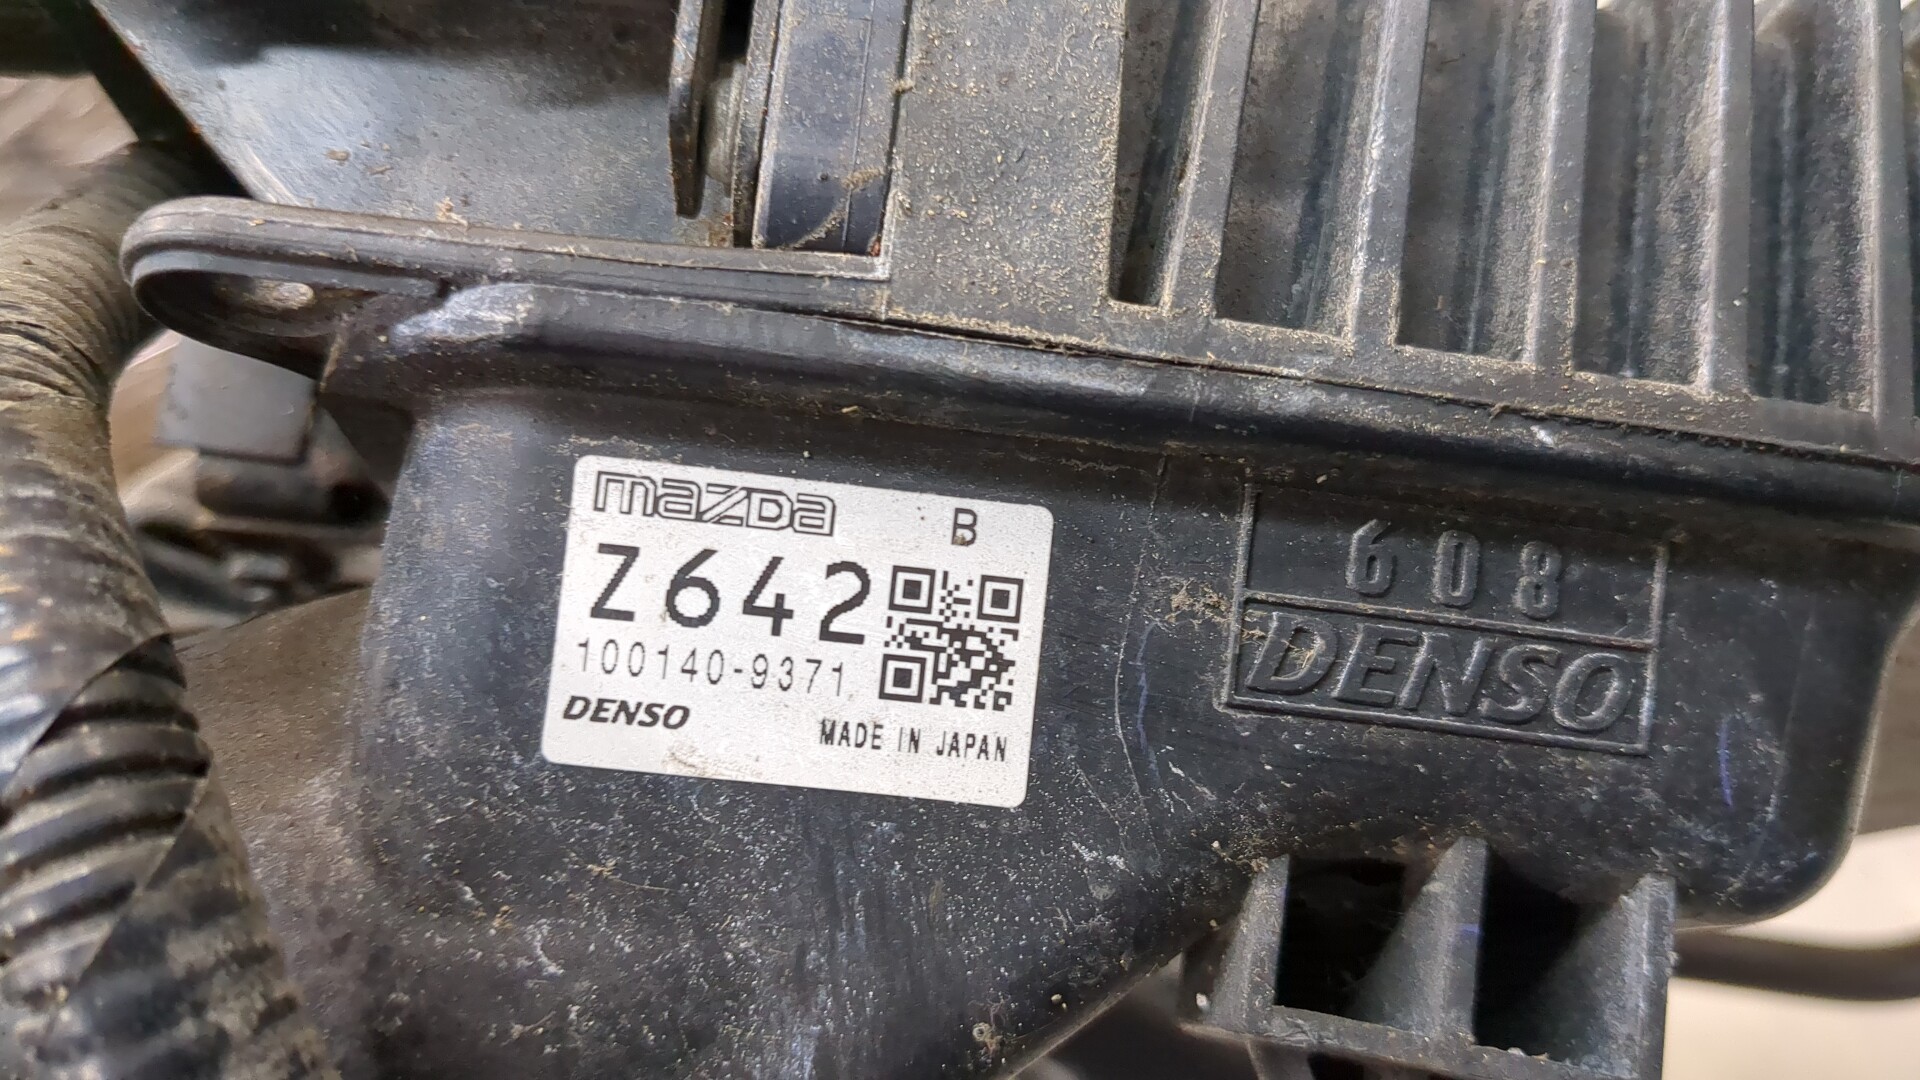 mazda B
Z642
100140-9371
DENSO
MADE IN JAPAN
608
DENSO